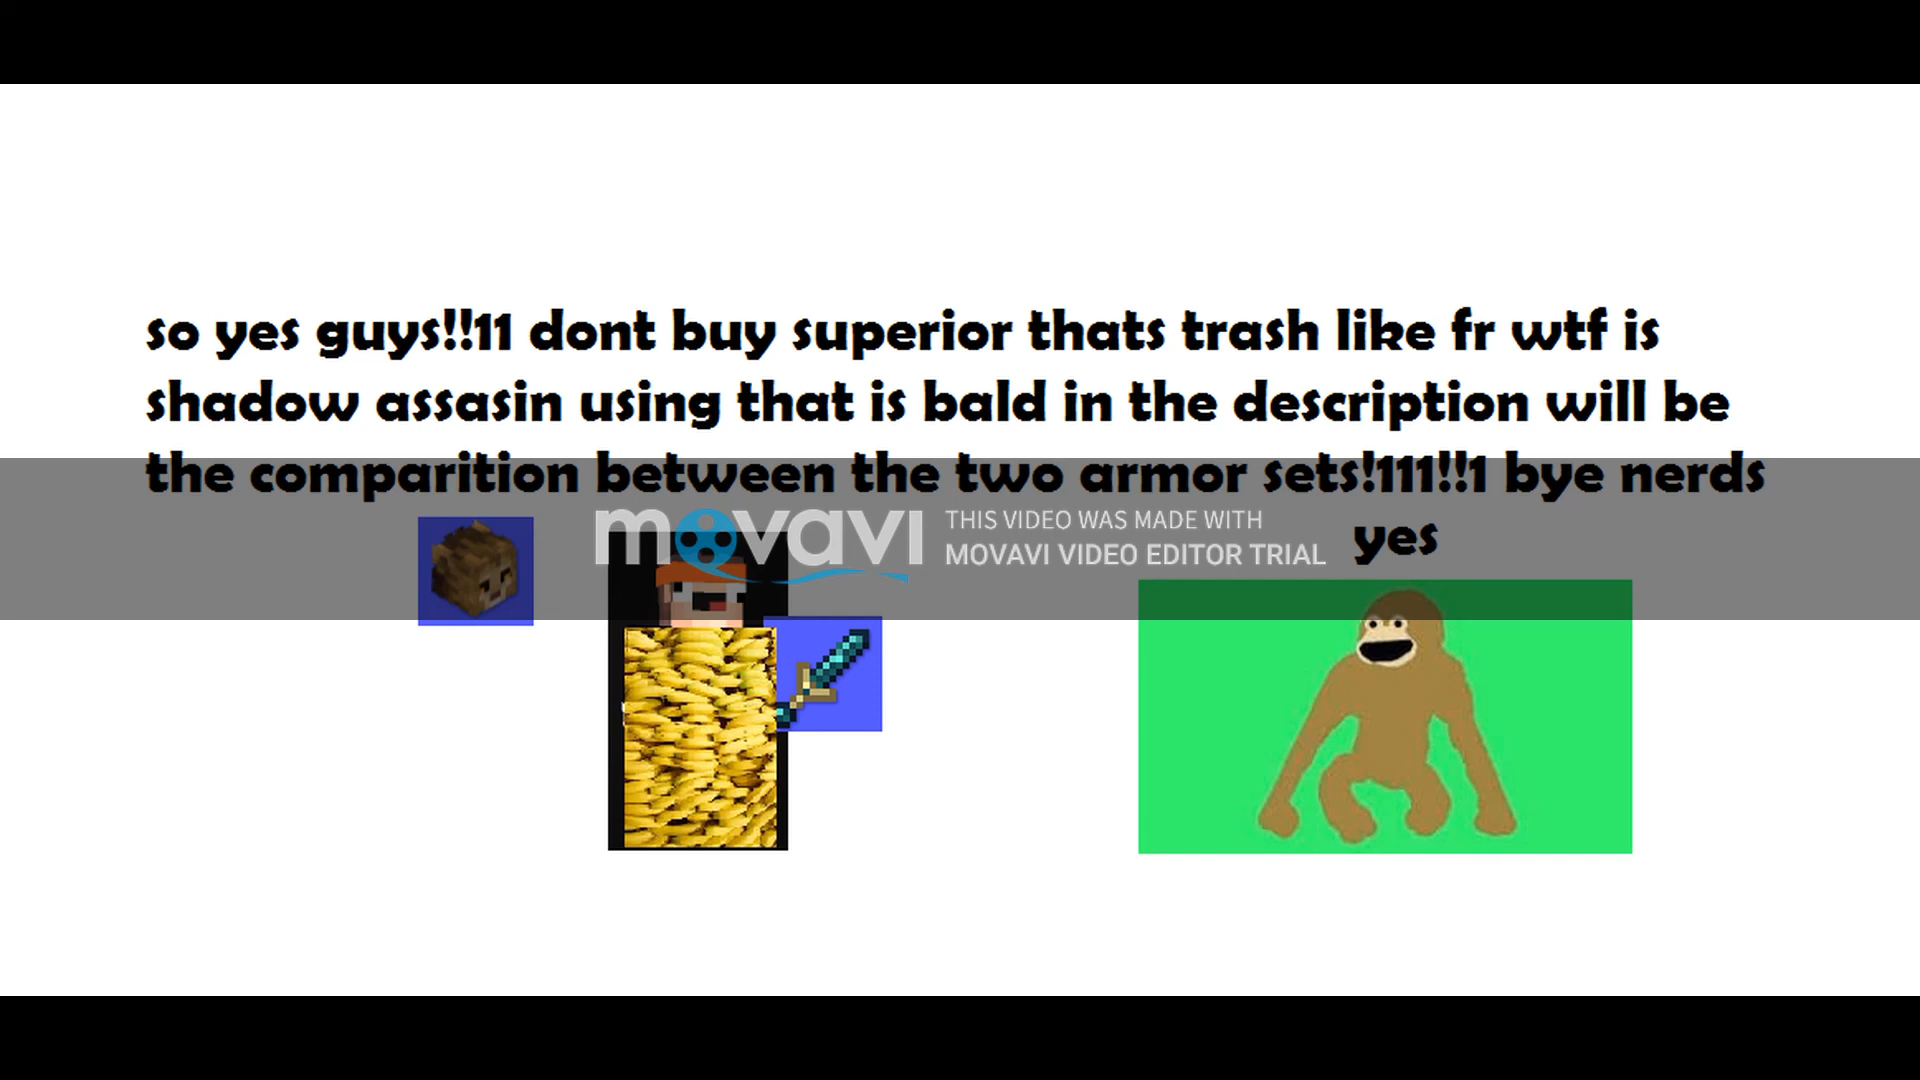 so yes guys!!11 dont buy superior thats trash like fr wtf is
shadow assasin using that is bald in the description will be
the comparition between the two armor sets!111!!1 bye nerds
movavi
THIS VIDEO WAS MADE WITH
MOVAVI VIDEO EDITOR TRIAL
yes